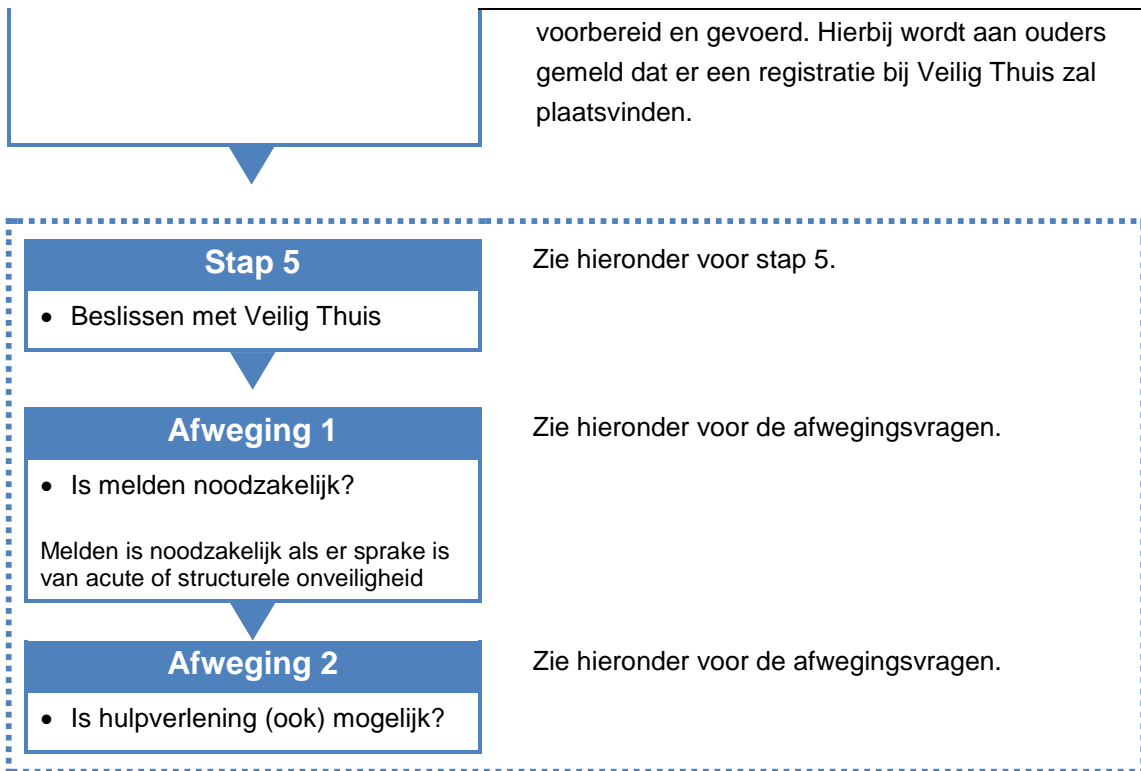 voorbereid en gevoerd. Hierbij wordt aan ouders
gemeld dat er een registratie bij Veilig Thuis zal
plaatsvinden.
Stap 5
Zie hieronder voor stap 5.
• Beslissen met Veilig Thuis
Afweging 1
Zie hieronder voor de afwegingsvragen.
• Is melden noodzakelijk?
Melden is noodzakelijk als er sprake is
van acute of structurele onveiligheid
Afweging 2
Zie hieronder voor de afwegingsvragen.
• Is hulpverlening (ook) mogelijk?